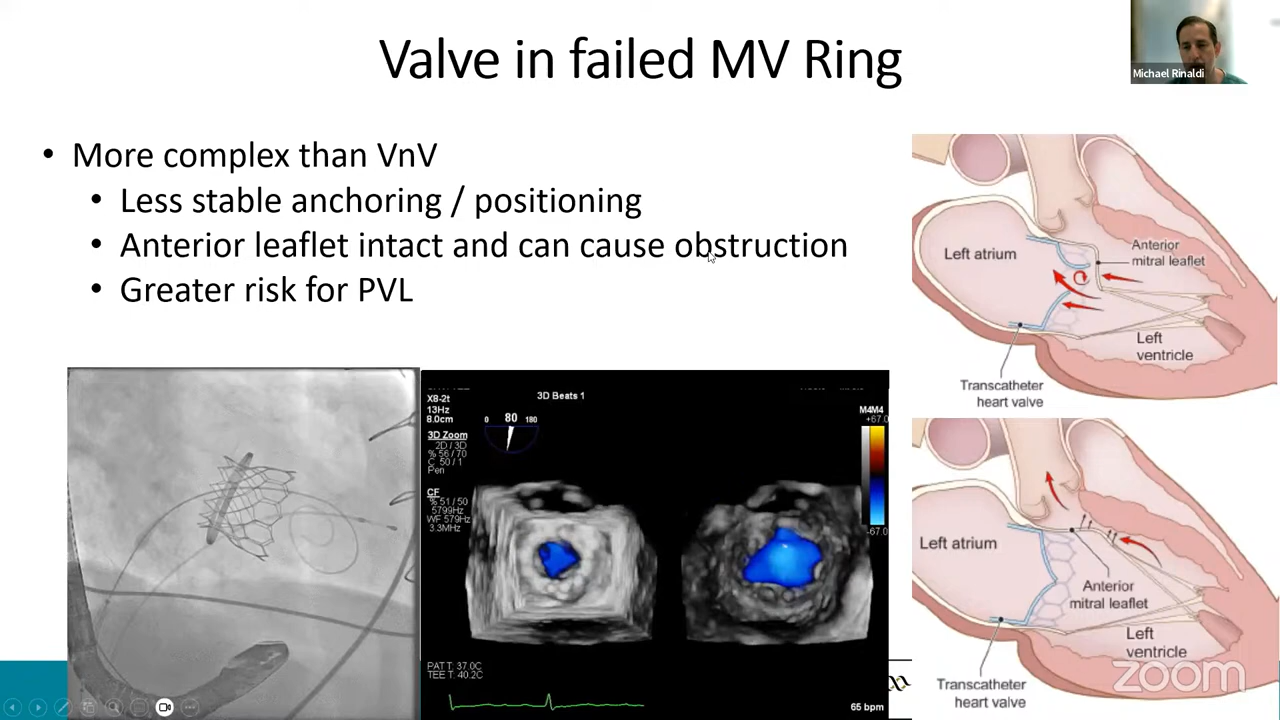 Valve in failed MV Ring
Michael Rinaldi
• More complex than VnV
• Less stable anchoring / positioning
• Anterior leaflet intact and can cause obstruction
• Greater risk for PVL
Left atrium
Anterior
mitral leaflet
Left
ventricle
Transcatheter
heart valve
X8-2t
13Hz
8.0cm
3D Beats 1
0 80 180
M4M4
+67.0
3D Zoom
2D / 3D
% 56 / 70
C 50 / 1
Pen
CF
% 51 / 50
5799Hz
WF 579Hz
3.3MHz
-67.0
PAT T: 37.0C
TEE T: 40.2C
65 bpm
Left atrium
Anterior
mitral leaflet
Left
ventricle
Transcatheter
heart valve
zoom